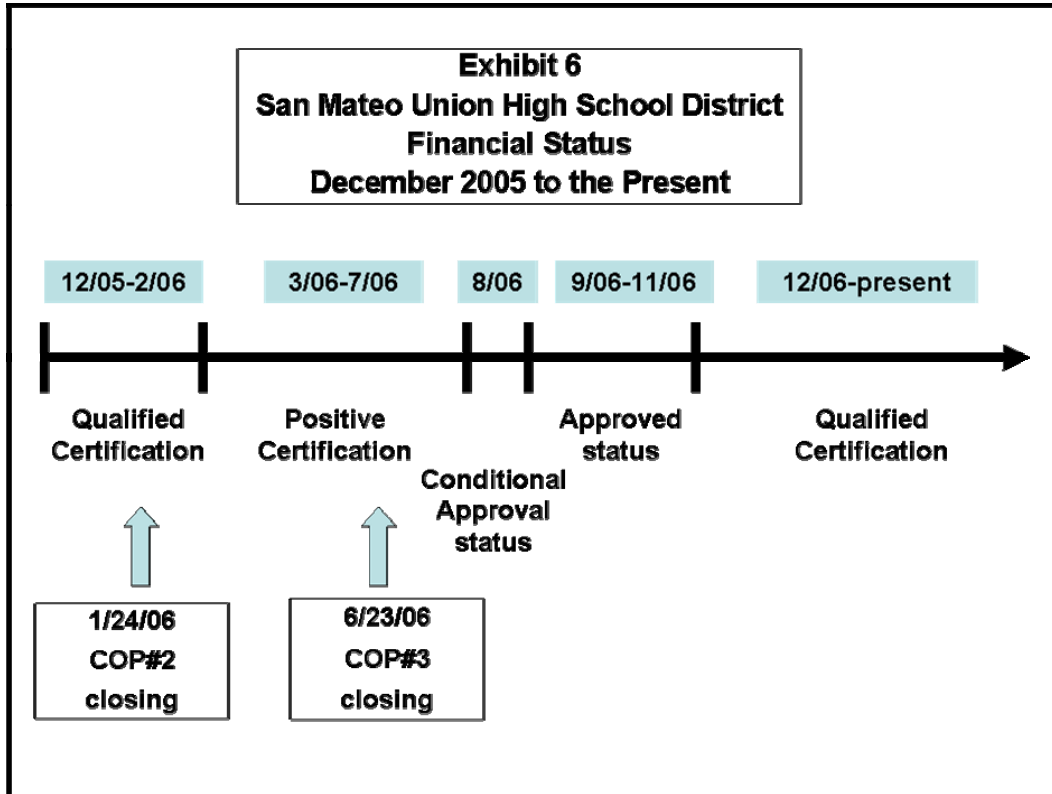 Exhibit 6
San Mateo Union High School District
Financial Status
December 2005 to the Present
12/05-2/06
3/06-7/06
8/06
9/06-11/06
12/06-present
Qualified
Certification
Positive
Certification
Conditional
Approval
status
Approved
status
Qualified
Certification
1/24/06
COP#2
closing
6/23/06
COP#3
closing